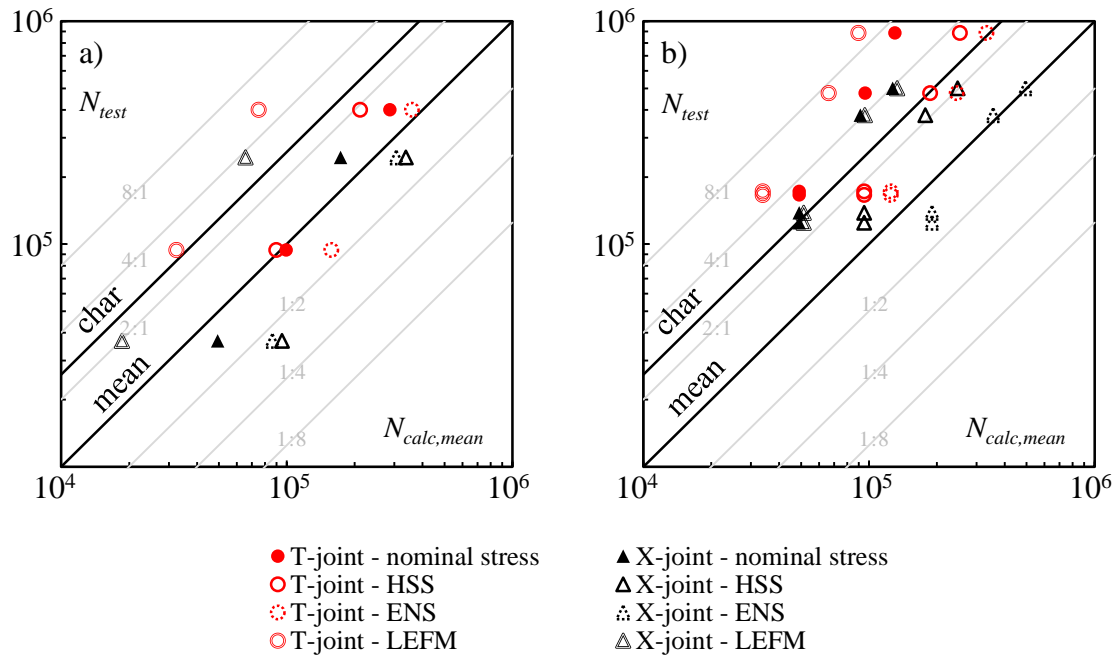 10^6
a)
N_test
8:1
4:1
char
2:1
mean
1:2
1:4
1:8
10^5
N_calc,mean
10^4
10^5
10^6
10^6
b)
N_test
8:1
4:1
char
2:1
mean
1:2
1:4
1:8
10^5
N_calc,mean
10^4
10^5
10^6
T-joint - nominal stress
T-joint - HSS
T-joint - ENS
T-joint - LEFM
X-joint - nominal stress
X-joint - HSS
X-joint - ENS
X-joint - LEFM